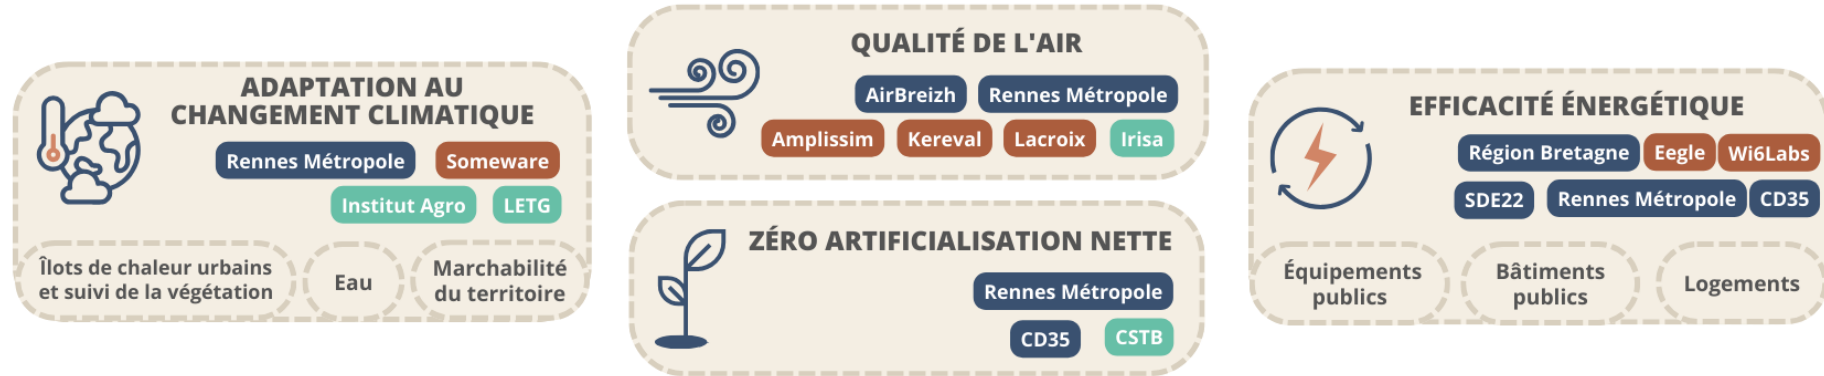 ADAPTATION AU
CHANGEMENT CLIMATIQUE
Rennes Métropole Someware
Institut Agro LETG
Îlots de chaleur urbains
et suivi de la végétation
Eau
Marchabilité
du territoire
QUALITÉ DE L'AIR
AirBreizh Rennes Métropole
Amplissim Kereval Lacroix Irisa
ZÉRO ARTIFICIALISATION NETTE
Rennes Métropole
CD35 CSTB
EFFICACITÉ ÉNERGÉTIQUE
Région Bretagne Eegle Wi6Labs
SDE22 Rennes Métropole CD35
Équipements
publics
Bâtiments
publics
Logements